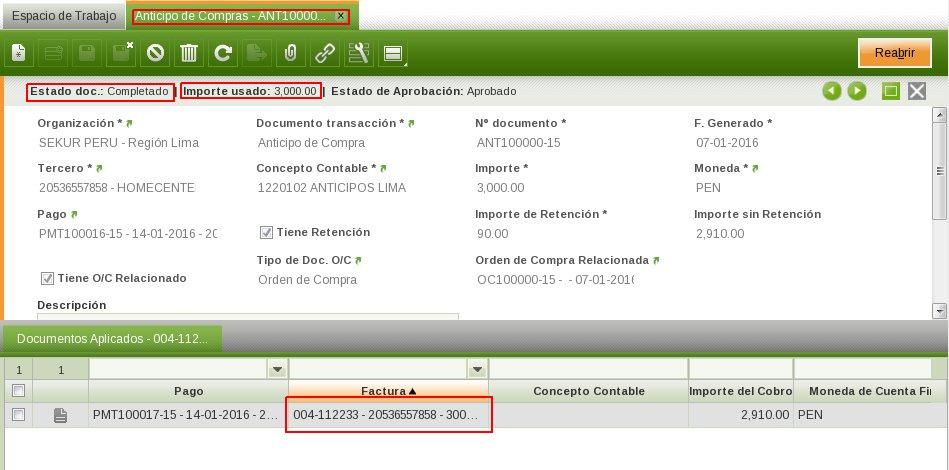 Espacio de Trabajo Anticipo de Compras - ANT10000...
Reabrir
Estado doc.: Completado | Importe usado: 3,000.00 | Estado de Aprobación: Aprobado
Organización * Documento transacción * Nº documento * F. Generado *
SEKUR PERU - Región Lima Anticipo de Compra ANT100000-15 07-01-2016
Tercero * Concepto Contable * Importe * Moneda *
20536557858 - HOMECENTE 1220102 ANTICIPOS LIMA 3,000.00 PEN
Pago Importe de Retención * Importe sin Retención
PMT100016-15 - 14-01-2016 - 20 Tiene Retención 90.00 2,910.00
Tipo de Doc. O/C Orden de Compra Relacionada
Tiene O/C Relacionado Orden de Compra OC100000-15 - - 07-01-2016
Descripción
Documentos Aplicados - 004-112...
1 1
Pago Factura Concepto Contable Importe del Cobro Moneda de Cuenta Fin
PMT100017-15 - 14-01-2016 - 2... 004-112233 - 20536557858 - 300... 2,910.00 PEN